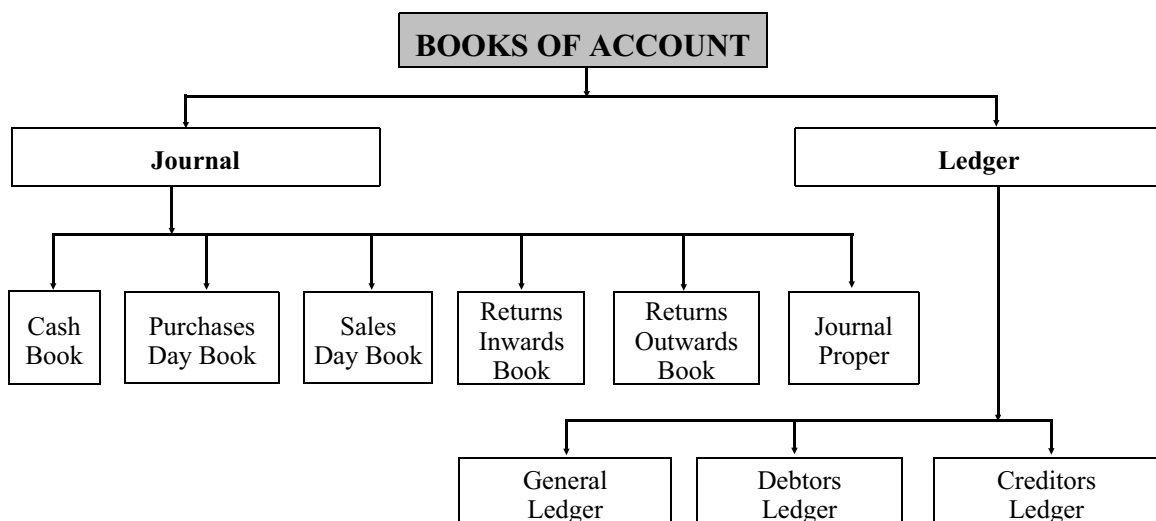 BOOKS OF ACCOUNT
Journal
Ledger
Cash
Book
Purchases
Day Book
Sales
Day Book
Returns
Inwards
Book
Returns
Outwards
Book
Journal
Proper
General
Ledger
Debtors
Ledger
Creditors
Ledger